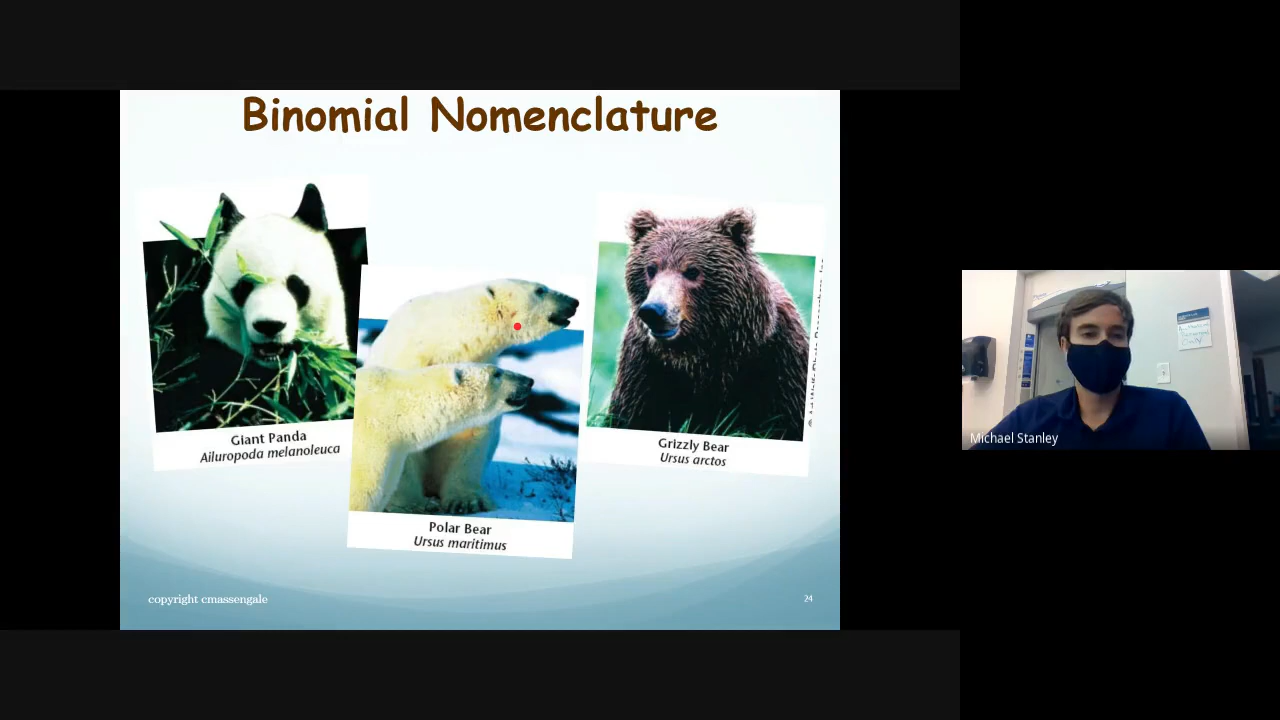 Binomial Nomenclature
Giant Panda
Ailuropoda melanoleuca
Polar Bear
Ursus maritimus
Grizzly Bear
Ursus arctos
copyright cmassengale
24
Michael Stanley